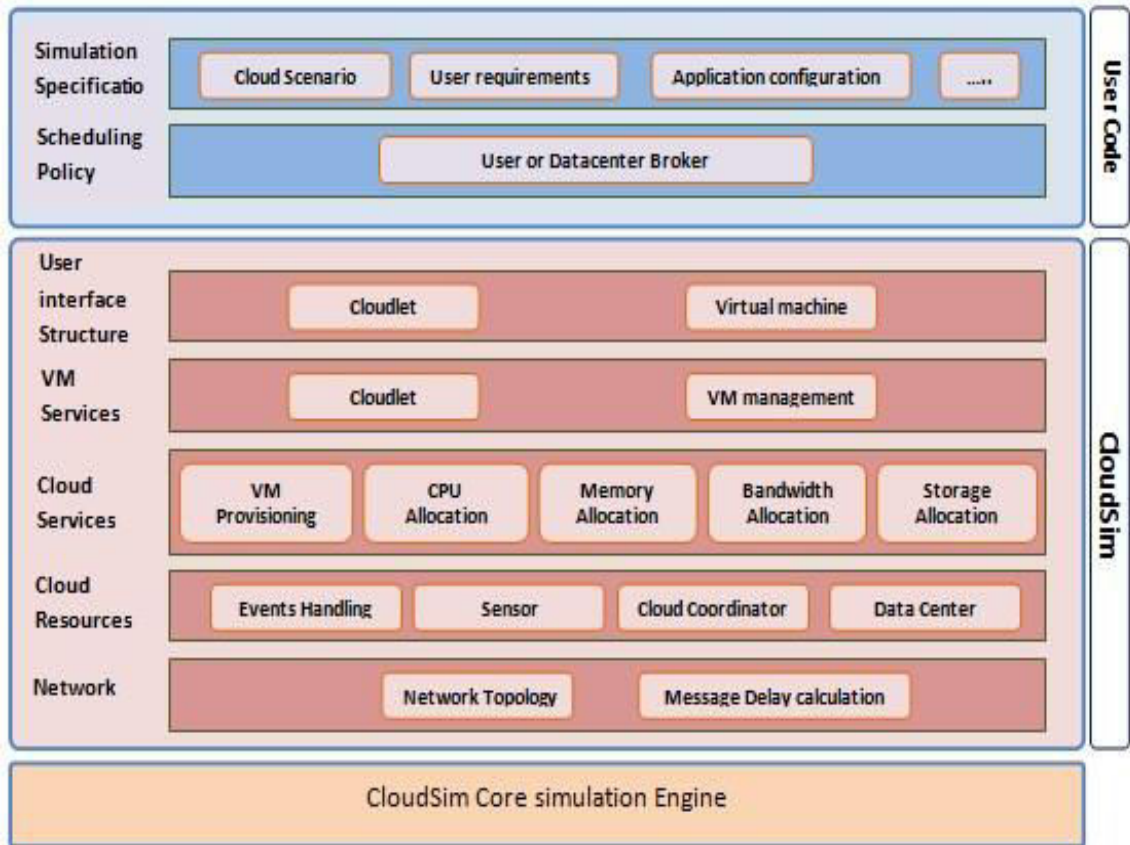 Simulation
Specificatio
Cloud Scenario
User requirements
Application configuration
.....
Scheduling
Policy
User or Datacenter Broker
User Code
User
interface
Structure
Cloudlet
Virtual machine
VM
Services
Cloudlet
VM management
Cloud
Services
VM
Provisioning
CPU
Allocation
Memory
Allocation
Bandwidth
Allocation
Storage
Allocation
Cloud
Resources
Events Handling
Sensor
Cloud Coordinator
Data Center
Network
Network Topology
Message Delay calculation
CloudSim
CloudSim Core simulation Engine